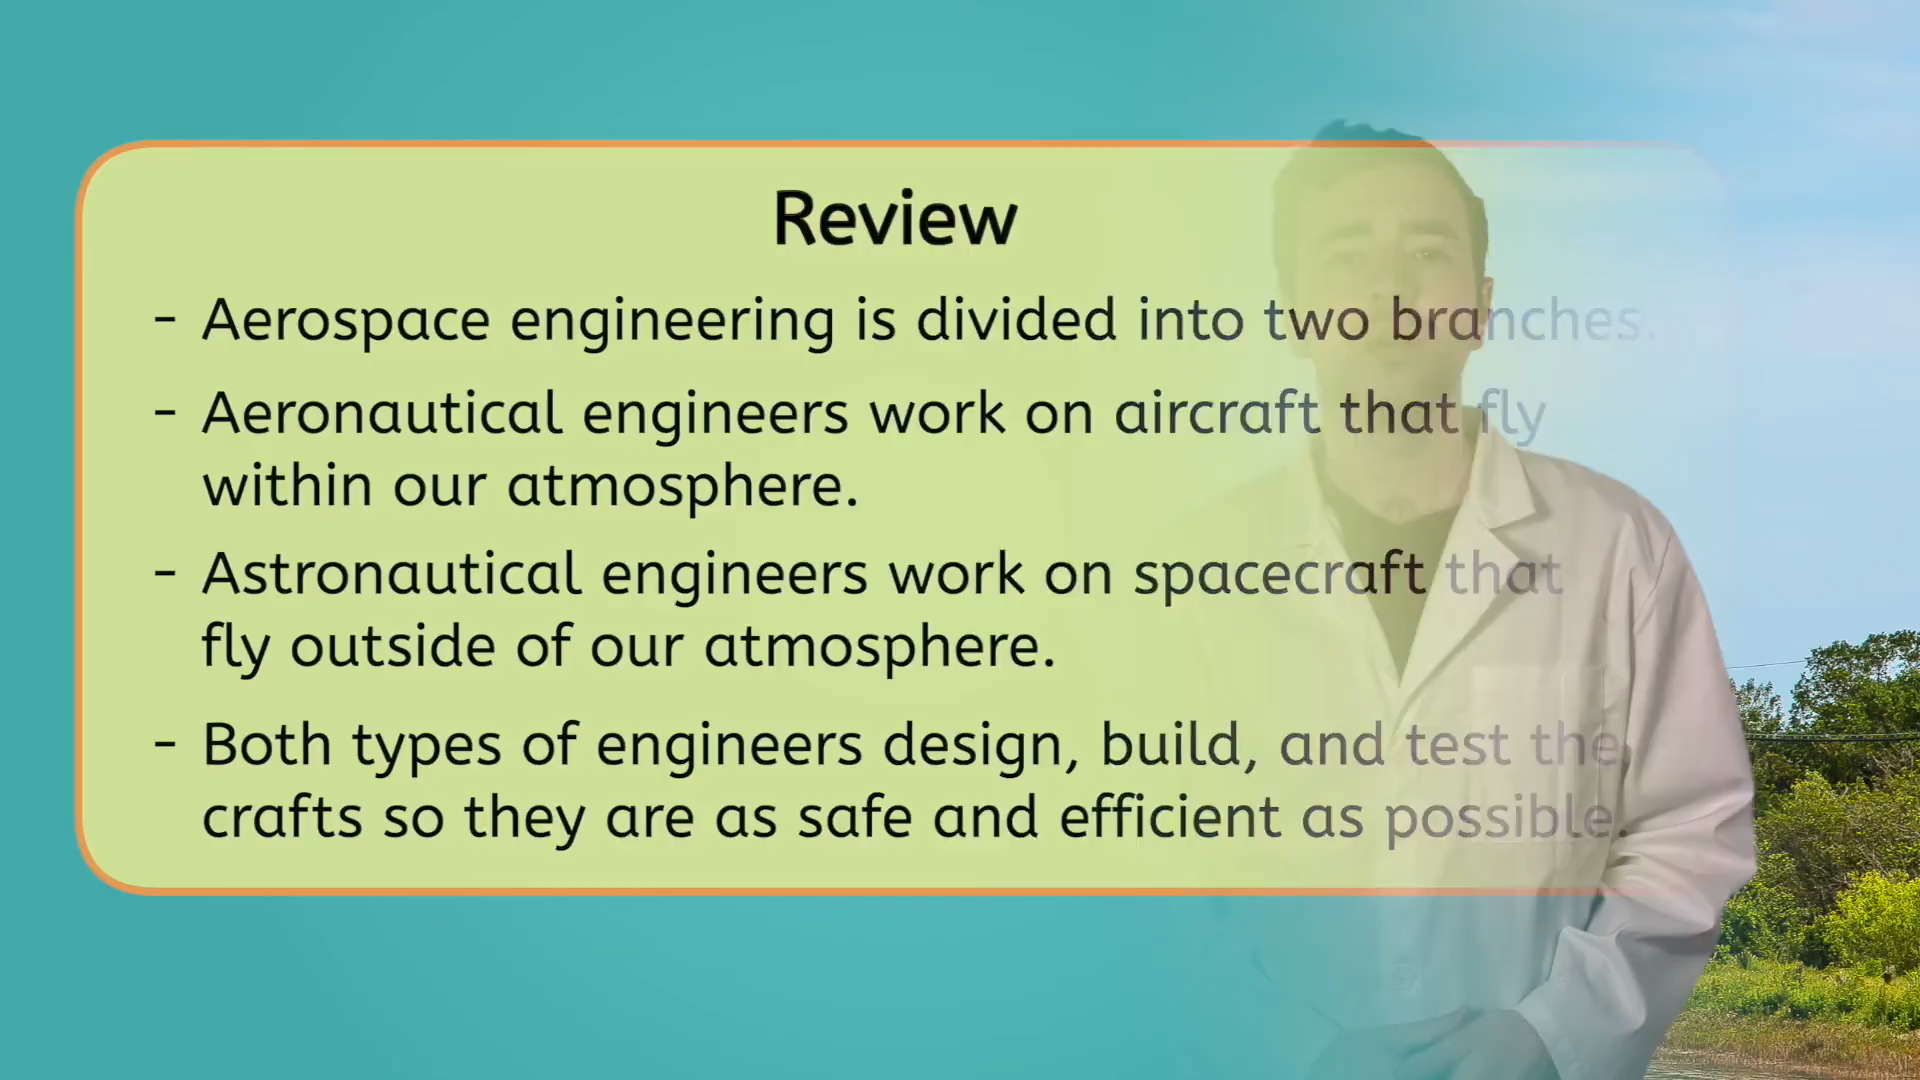 Review
- Aerospace engineering is divided into two branches.
- Aeronautical engineers work on aircraft that fly
within our atmosphere.
- Astronautical engineers work on spacecraft that
fly outside of our atmosphere.
- Both types of engineers design, build, and test the
crafts so they are as safe and efficient as possible.